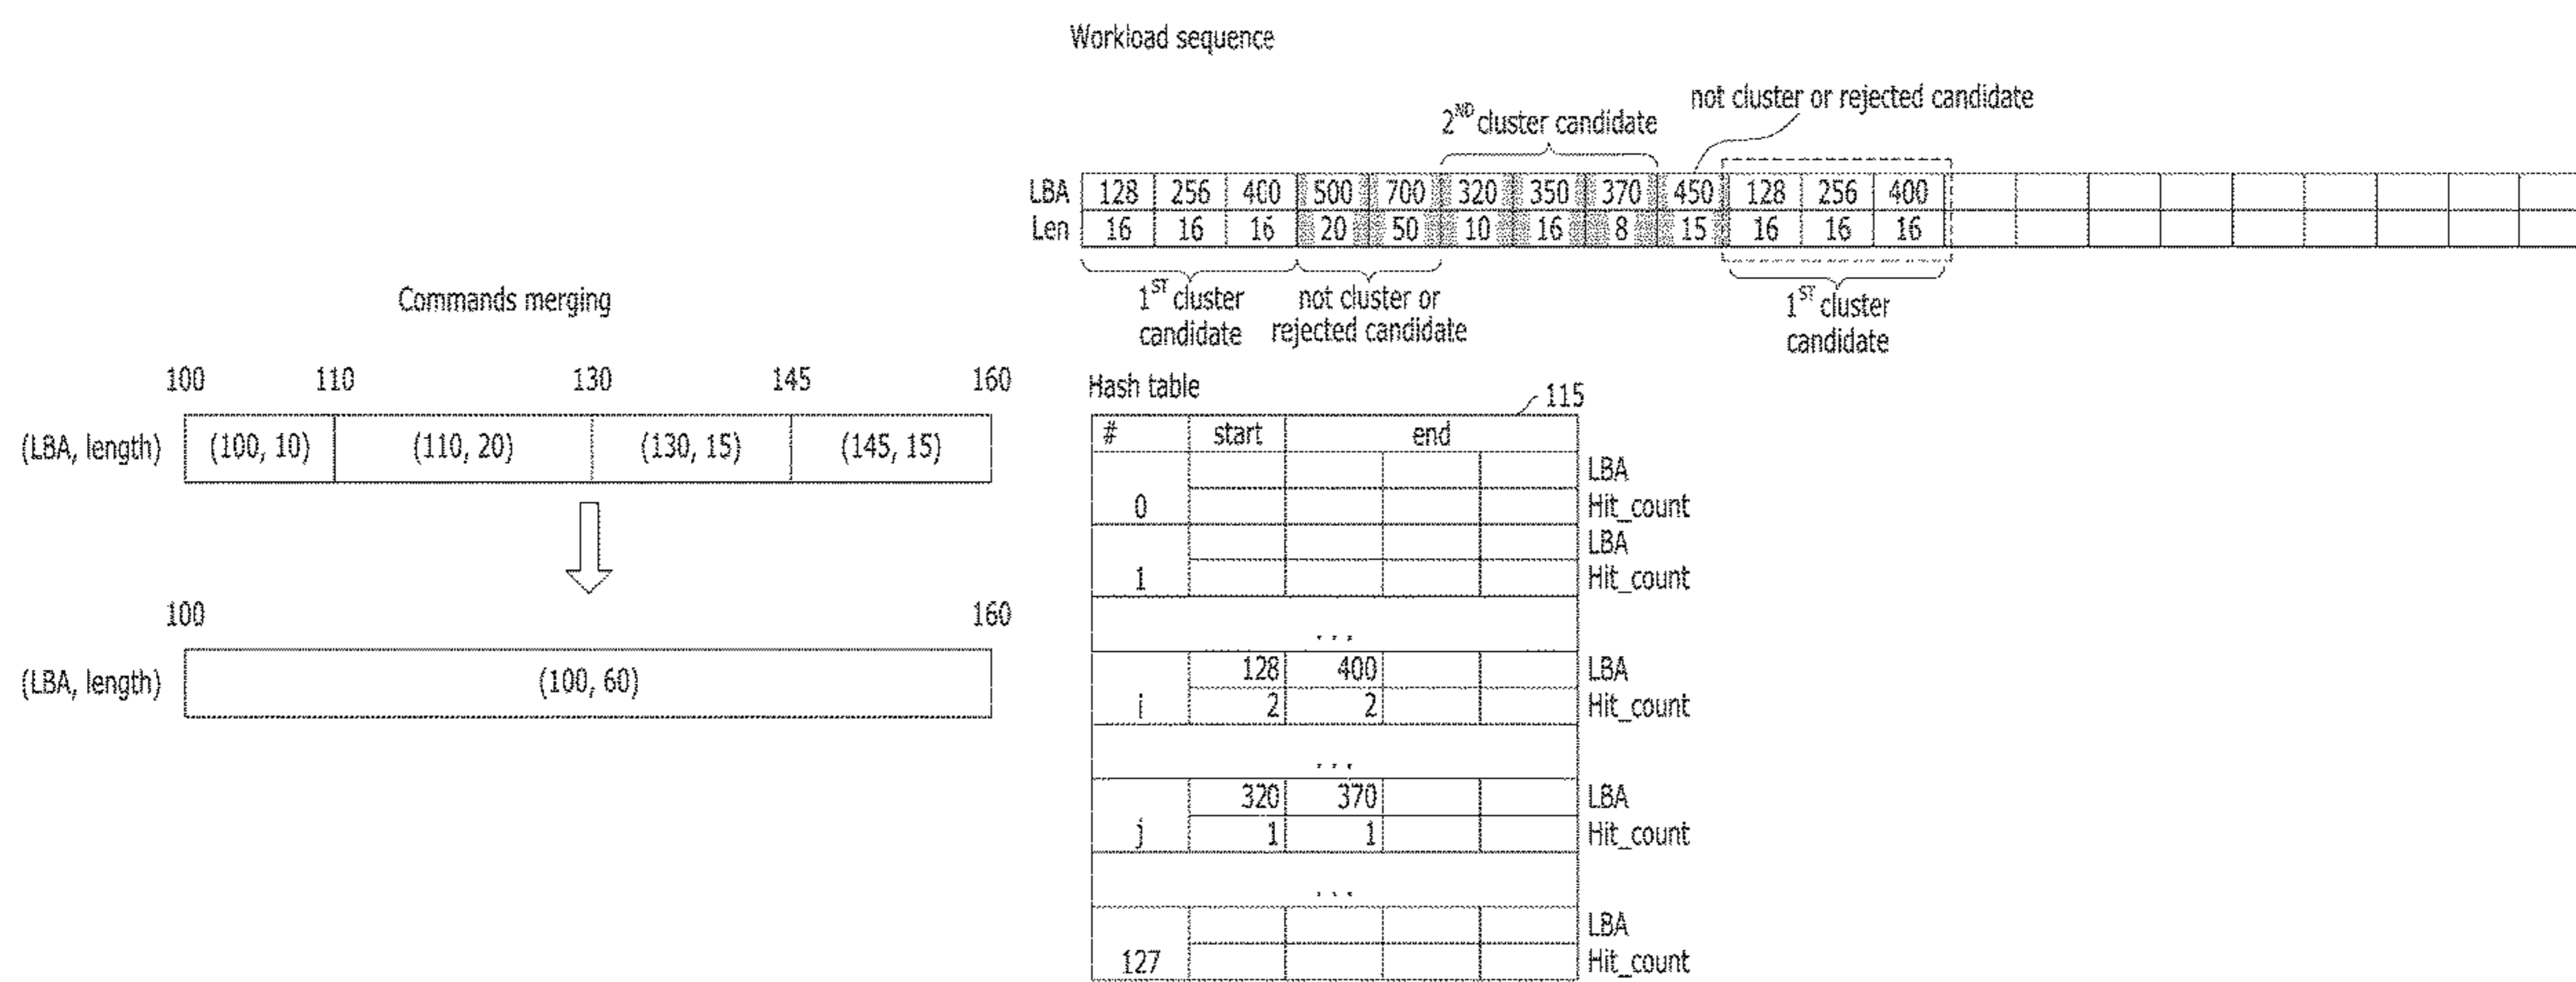 Workload sequence
not cluster or rejected candidate
2ND cluster candidate
LBA 128 256 400 500 700 320 350 370 450 128 256 400
Len 16 16 16 20 50 10 16 8 15 16 16 16
1ST cluster candidate
not cluster or rejected candidate
1ST cluster candidate
Commands merging
100 110 130 145 160
(LBA, length) (100, 10) (110, 20) (130, 15) (145, 15)
100 160
(LBA, length) (100, 60)
Hash table
115
# start end
LBA
0 Hit_count
LBA
1 Hit_count
...
128 400 LBA
i 2 2 Hit_count
...
320 370 LBA
j 1 1 Hit_count
...
LBA
127 Hit_count